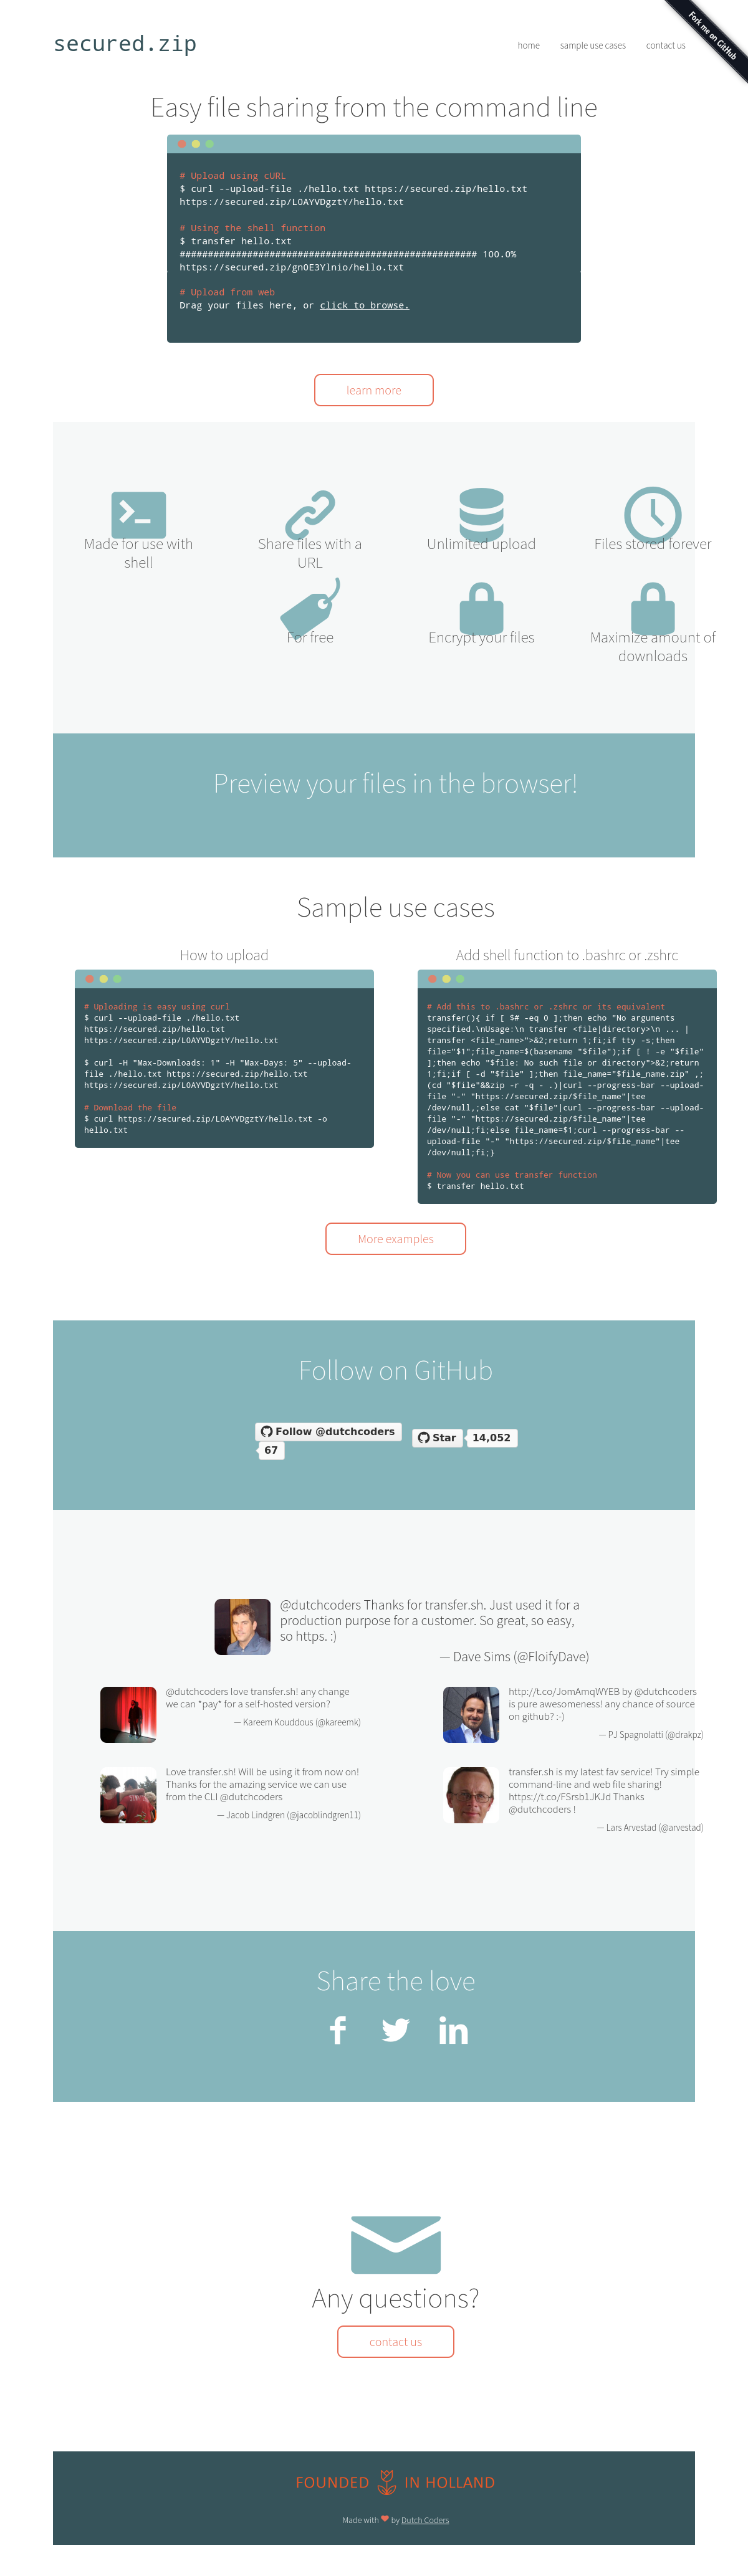 Fork me on GitHub
secured.zip
home
sample use cases
contact us
Easy file sharing from the command line
# Upload using cURL
$ curl --upload-file ./hello.txt https://secured.zip/hello.txt
https://secured.zip/L0AYVDgztY/hello.txt
# Using the shell function
$ transfer hello.txt
##################################################### 100.0%
https://secured.zip/gn0E3Ylnio/hello.txt
# Upload from web
Drag your files here, or click to browse.
learn more
Made for use with
shell
Share files with a
URL
Unlimited upload
Files stored forever
For free
Encrypt your files
Maximize amount of
downloads
Preview your files in the browser!
Sample use cases
How to upload
# Uploading is easy using curl
$ curl --upload-file ./hello.txt
https://secured.zip/hello.txt
https://secured.zip/L0AYVDgztY/hello.txt
$ curl -H "Max-Downloads: 1" -H "Max-Days: 5" --upload-
file ./hello.txt https://secured.zip/hello.txt
https://secured.zip/L0AYVDgztY/hello.txt
# Download the file
$ curl https://secured.zip/L0AYVDgztY/hello.txt -o
hello.txt
Add shell function to .bashrc or .zshrc
# Add this to .bashrc or .zshrc or its equivalent
transfer(){ if [ $# -eq 0 ];then echo "No arguments
specified.\nUsage:\n transfer <file|directory>\n ... |
transfer <file_name>">&2;return 1;fi;if tty -s;then
file="$1";file_name=$(basename "$file");if [ ! -e "$file"
];then echo "$file: No such file or directory">&2;return
1;fi;if [ -d "$file" ];then file_name="$file_name.zip" ,;
(cd "$file"&&zip -r -q - .)|curl --progress-bar --upload-
file "-" "https://secured.zip/$file_name"|tee
/dev/null,;else cat "$file"|curl --progress-bar --upload-
file "-" "https://secured.zip/$file_name"|tee
/dev/null;fi;else file_name=$1;curl --progress-bar --
upload-file "-" "https://secured.zip/$file_name"|tee
/dev/null;fi;}
# Now you can use transfer function
$ transfer hello.txt
More examples
Follow on GitHub
Follow @dutchcoders
67
Star
14,052
@dutchcoders Thanks for transfer.sh. Just used it for a
production purpose for a customer. So great, so easy,
so https. :)
— Dave Sims (@FloifyDave)
@dutchcoders love transfer.sh! any change
we can *pay* for a self-hosted version?
— Kareem Kouddous (@kareemk)
http://t.co/JomAmqWYEB by @dutchcoders
is pure awesomeness! any chance of source
on github? :-)
— PJ Spagnolatti (@drakpz)
Love transfer.sh! Will be using it from now on!
Thanks for the amazing service we can use
from the CLI @dutchcoders
— Jacob Lindgren (@jacoblindgren11)
transfer.sh is my latest fav service! Try simple
command-line and web file sharing!
https://t.co/FSrsb1JKJd Thanks
@dutchcoders !
— Lars Arvestad (@arvestad)
Share the love
Any questions?
contact us
FOUNDED IN HOLLAND
Made with ❤ by Dutch Coders